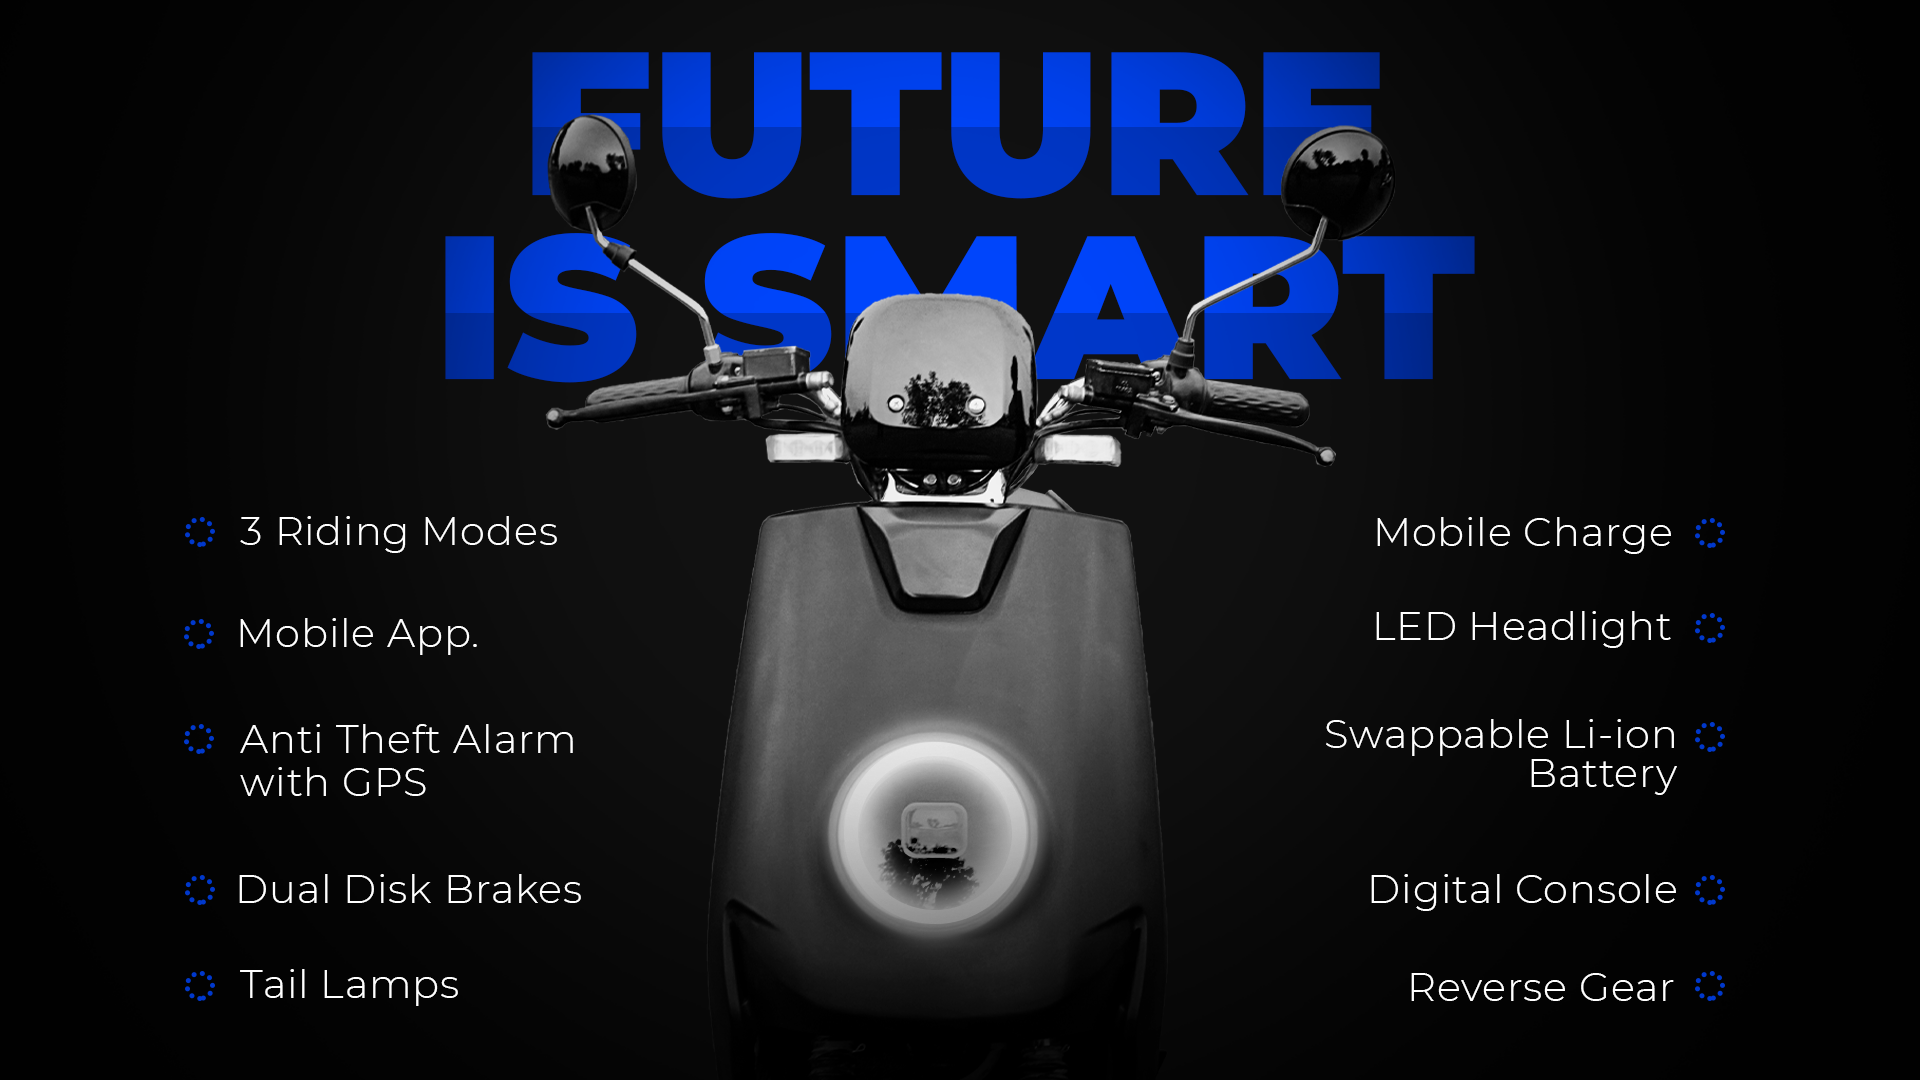 FUTURE
IS SMART
3 Riding Modes
Mobile App.
Anti Theft Alarm
with GPS
Dual Disk Brakes
Tail Lamps
Mobile Charge
LED Headlight
Swappable Li-ion
Battery
Digital Console
Reverse Gear